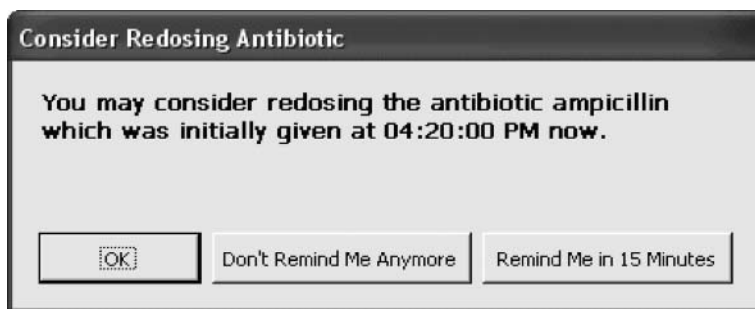 Consider Redosing Antibiotic
You may consider redosing the antibiotic ampicillin
which was initially given at 04:20:00 PM now.
OK Don't Remind Me Anymore Remind Me in 15 Minutes